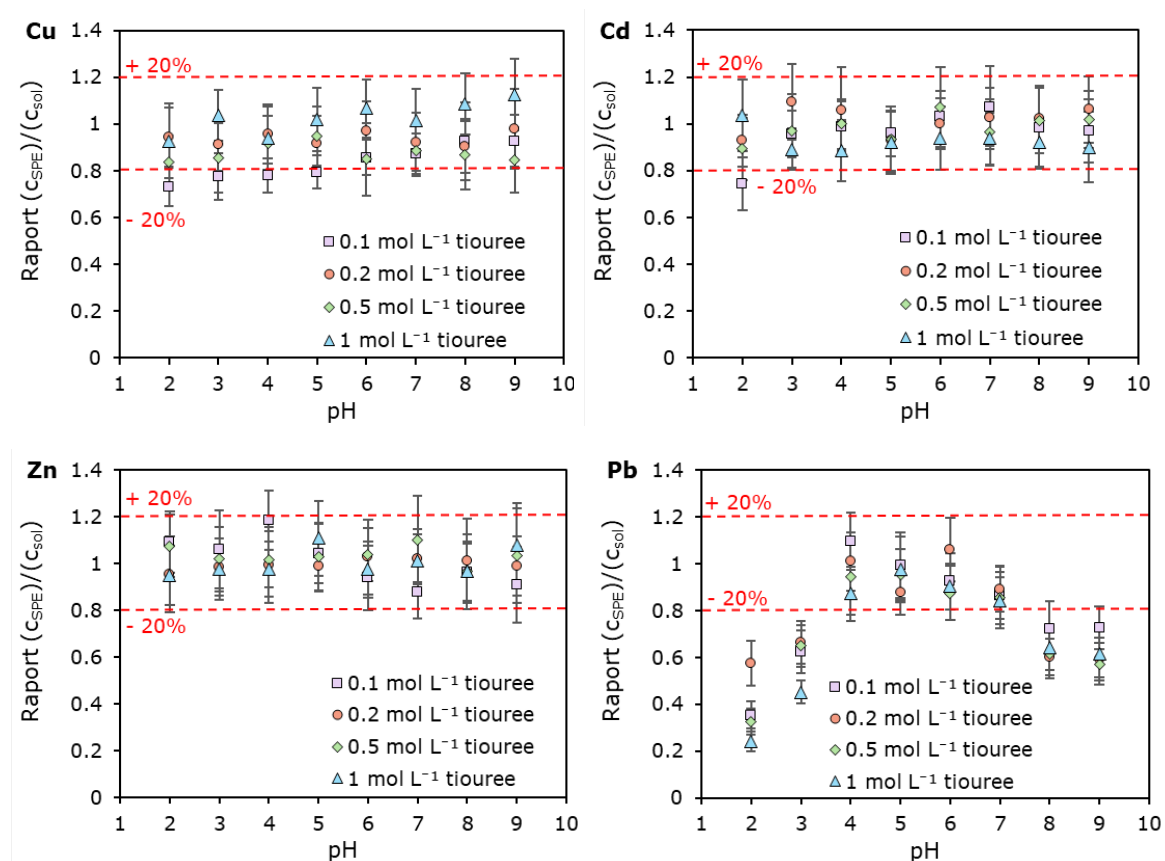 Cu
Raport (cSPE)/(csol)
1.4
1.2
1
0.8
0.6
0.4
0.2
0
+ 20%
- 20%
0.1 mol L⁻¹ tiouree
0.2 mol L⁻¹ tiouree
0.5 mol L⁻¹ tiouree
1 mol L⁻¹ tiouree
1 2 3 4 5 6 7 8 9 10
pH
Cd
Raport (cSPE)/(csol)
1.4
1.2
1
0.8
0.6
0.4
0.2
0
+ 20%
- 20%
0.1 mol L⁻¹ tiouree
0.2 mol L⁻¹ tiouree
0.5 mol L⁻¹ tiouree
1 mol L⁻¹ tiouree
1 2 3 4 5 6 7 8 9 10
pH
Zn
Raport (cSPE)/(csol)
1.4
1.2
1
0.8
0.6
0.4
0.2
0
+ 20%
- 20%
0.1 mol L⁻¹ tiouree
0.2 mol L⁻¹ tiouree
0.5 mol L⁻¹ tiouree
1 mol L⁻¹ tiouree
1 2 3 4 5 6 7 8 9 10
pH
Pb
Raport (cSPE)/(csol)
1.4
1.2
1
0.8
0.6
0.4
0.2
0
+ 20%
- 20%
0.1 mol L⁻¹ tiouree
0.2 mol L⁻¹ tiouree
0.5 mol L⁻¹ tiouree
1 mol L⁻¹ tiouree
1 2 3 4 5 6 7 8 9 10
pH